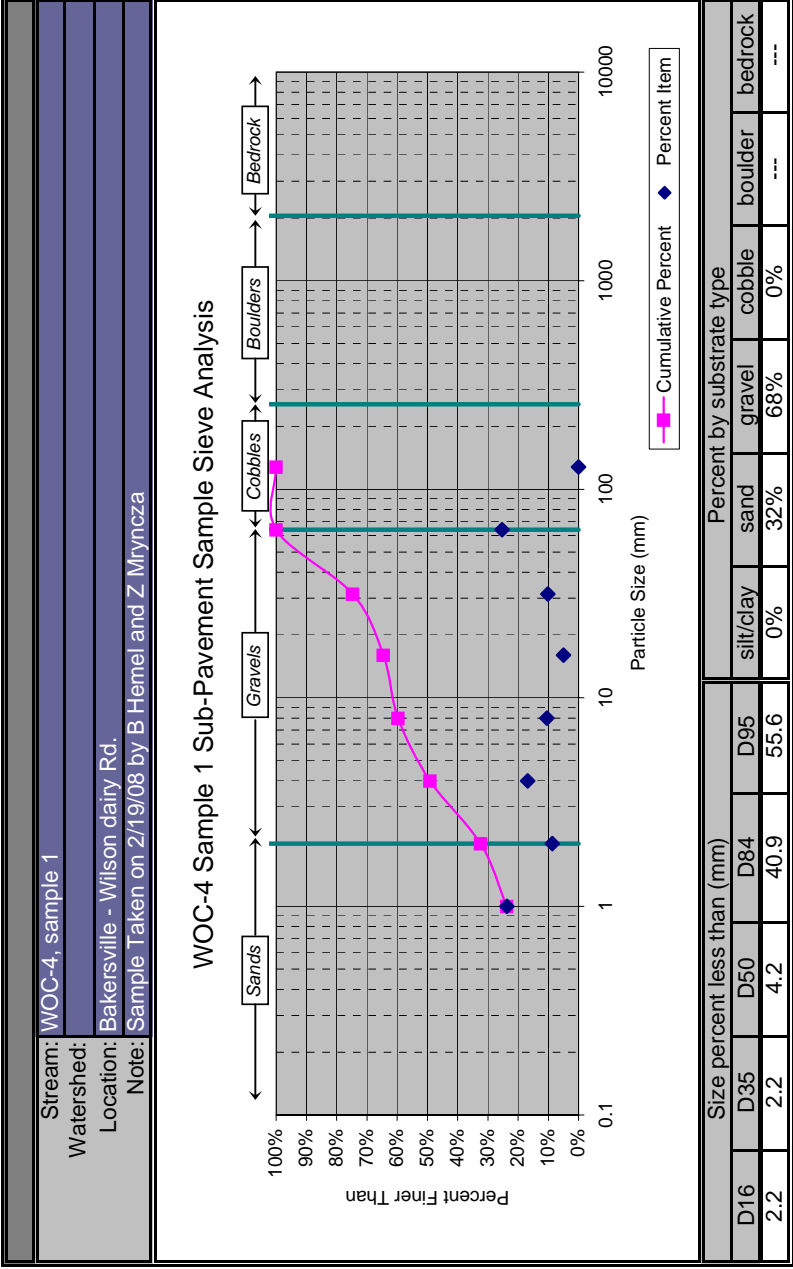 Stream: WOC-4, sample 1
Watershed:
Location: Bakersville - Wilson dairy Rd.
Note: Sample Taken on 2/19/08 by B Hemel and Z Mryncza
WOC-4 Sample 1 Sub-Pavement Sample Sieve Analysis
Sands Gravels Cobbles Boulders Bedrock
100%
90%
80%
70%
60%
50%
40%
30%
20%
10%
0%
Percent Finer Than
0.1 1 10 100 1000 10000
Particle Size (mm)
Cumulative Percent Percent Item
Size percent less than (mm) Percent by substrate type
D16 D35 D50 D84 D95 silt/clay sand gravel cobble boulder bedrock
2.2 2.2 4.2 40.9 55.6 0% 32% 68% 0% --- ---